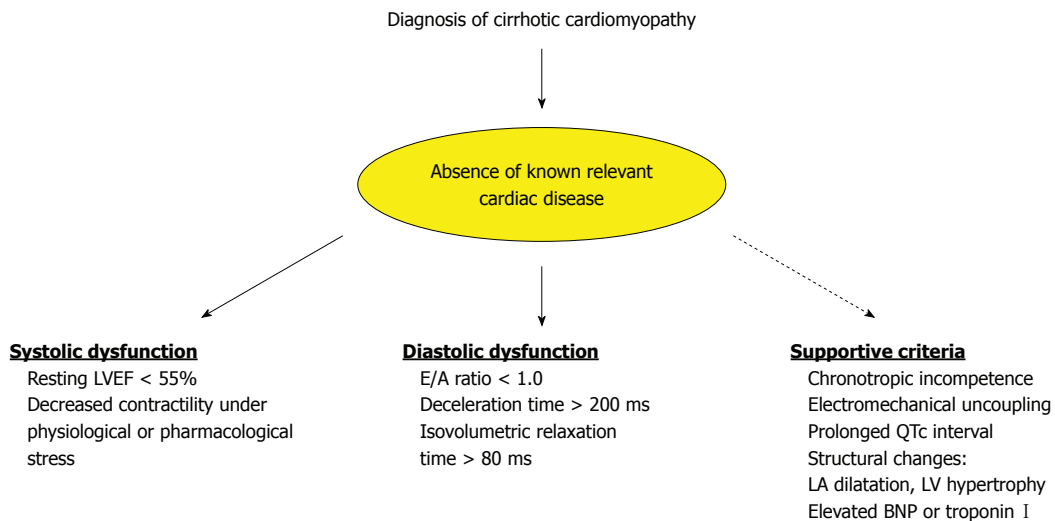 Diagnosis of cirrhotic cardiomyopathy
Absence of known relevant
cardiac disease
Systolic dysfunction
Resting LVEF < 55%
Decreased contractility under
physiological or pharmacological
stress
Diastolic dysfunction
E/A ratio < 1.0
Deceleration time > 200 ms
Isovolumetric relaxation
time > 80 ms
Supportive criteria
Chronotropic incompetence
Electromechanical uncoupling
Prolonged QTc interval
Structural changes:
LA dilatation, LV hypertrophy
Elevated BNP or troponin Ⅰ